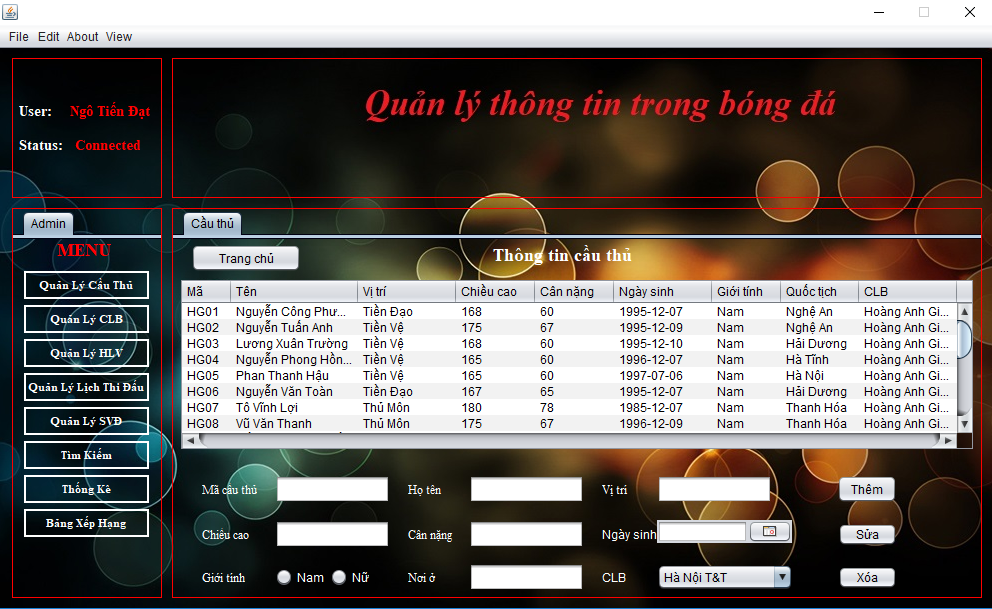 File Edit About View
User: Ngô Tiến Đạt
Status: Connected
Quản lý thông tin trong bóng đá
Admin
MENU
Quản Lý Cầu Thủ
Quản Lý CLB
Quản Lý HLV
Quản Lý Lịch Thi Đấu
Quản Lý SVĐ
Tìm Kiếm
Thống Kê
Bảng Xếp Hạng
Cầu thủ
Trang chủ
Thông tin cầu thủ
Mã Tên Vị trí Chiều cao Cân nặng Ngày sinh Giới tính Quốc tịch CLB
HG01 Nguyễn Công Phư... Tiền Đạo 168 60 1995-12-07 Nam Nghệ An Hoàng Anh Gi...
HG02 Nguyễn Tuấn Anh Tiền Vệ 175 67 1995-12-09 Nam Nghệ An Hoàng Anh Gi...
HG03 Lương Xuân Trường Tiền Vệ 168 60 1995-12-10 Nam Hải Dương Hoàng Anh Gi...
HG04 Nguyễn Phong Hồn... Tiền Vệ 165 60 1996-12-07 Nam Hà Tĩnh Hoàng Anh Gi...
HG05 Phan Thanh Hậu Tiền Vệ 165 60 1997-07-06 Nam Hà Nội Hoàng Anh Gi...
HG06 Nguyễn Văn Toàn Tiền Đạo 167 65 1995-12-07 Nam Hải Dương Hoàng Anh Gi...
HG07 Tô Vĩnh Lợi Thủ Môn 180 78 1985-12-07 Nam Thanh Hóa Hoàng Anh Gi...
HG08 Vũ Văn Thanh Thủ Môn 175 67 1996-12-09 Nam Thanh Hóa Hoàng Anh Gi...
Mã cầu thủ Họ tên Vị trí Thêm
Chiều cao Cân nặng Ngày sinh Sửa
Giới tính Nam Nữ Nơi ở CLB Hà Nội T&T Xóa